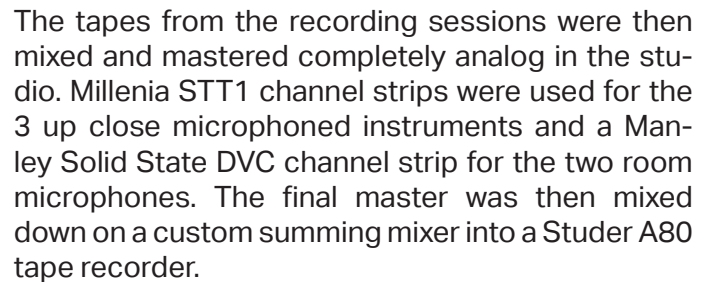 The tapes from the recording sessions were then
mixed and mastered completely analog in the stu-
dio. Millenia STT1 channel strips were used for the
3 up close microphoned instruments and a Man-
ley Solid State DVC channel strip for the two room
microphones. The final master was then mixed
down on a custom summing mixer into a Studer A80
tape recorder.